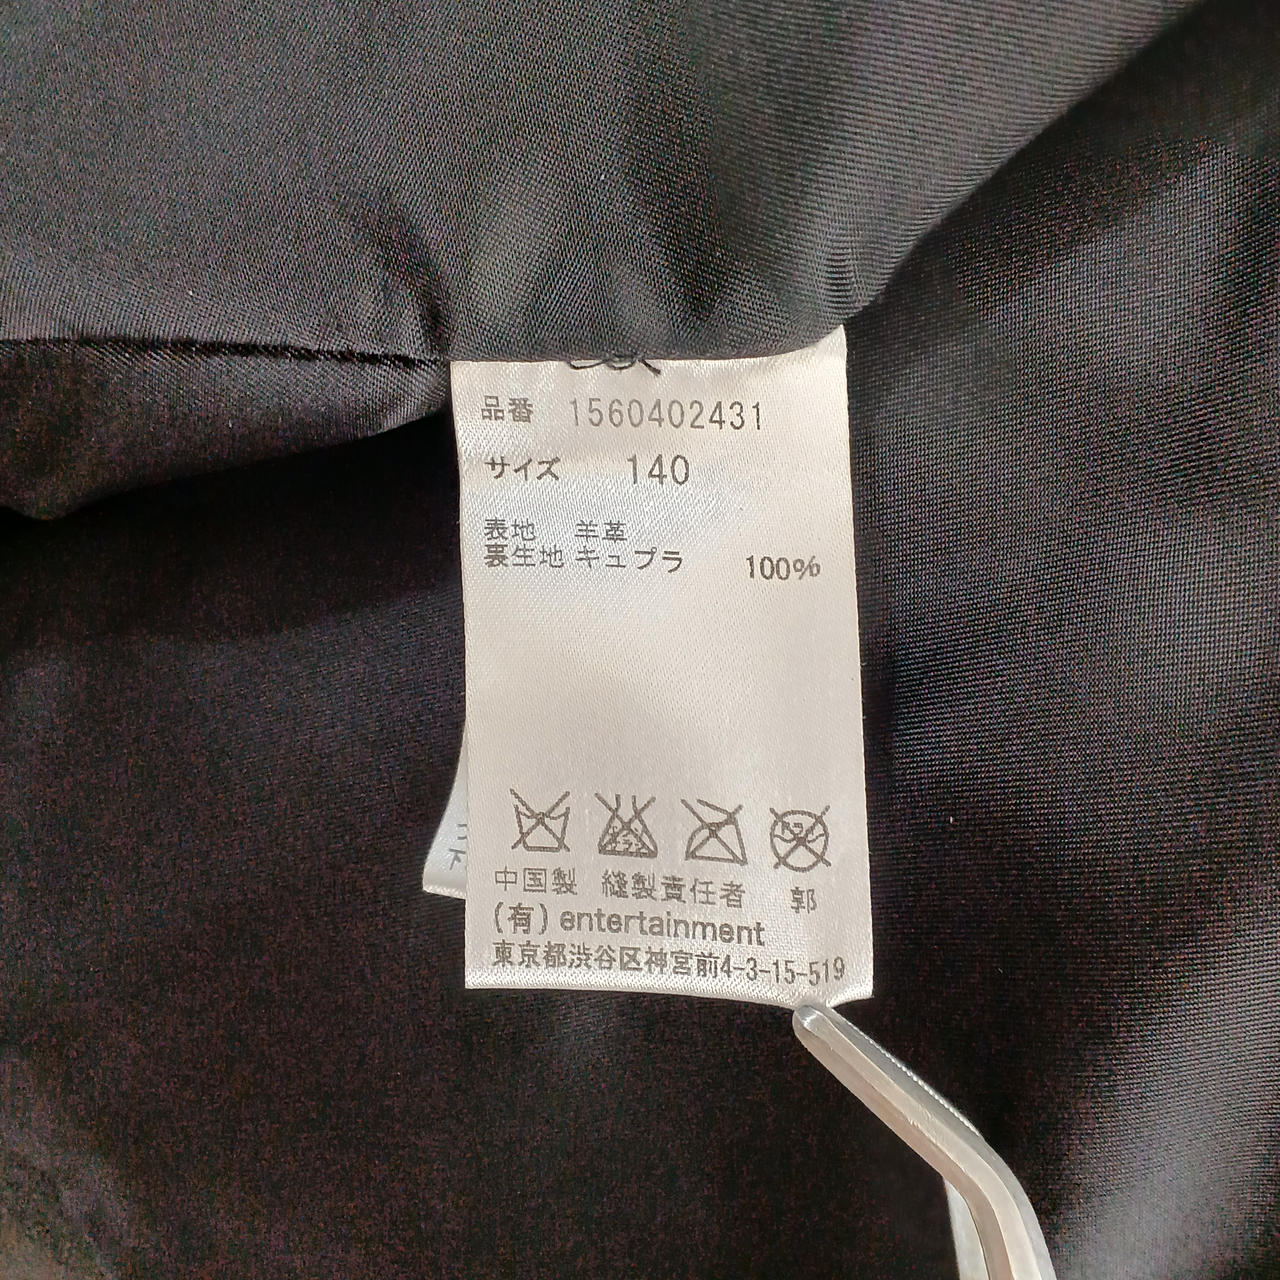 品番 1560402431
サイズ 140
表地 羊革
裏生地 キュプラ 100%
中国製 縫製責任者 郭
(有) entertainment
東京都渋谷区神宮前4-3-15-519